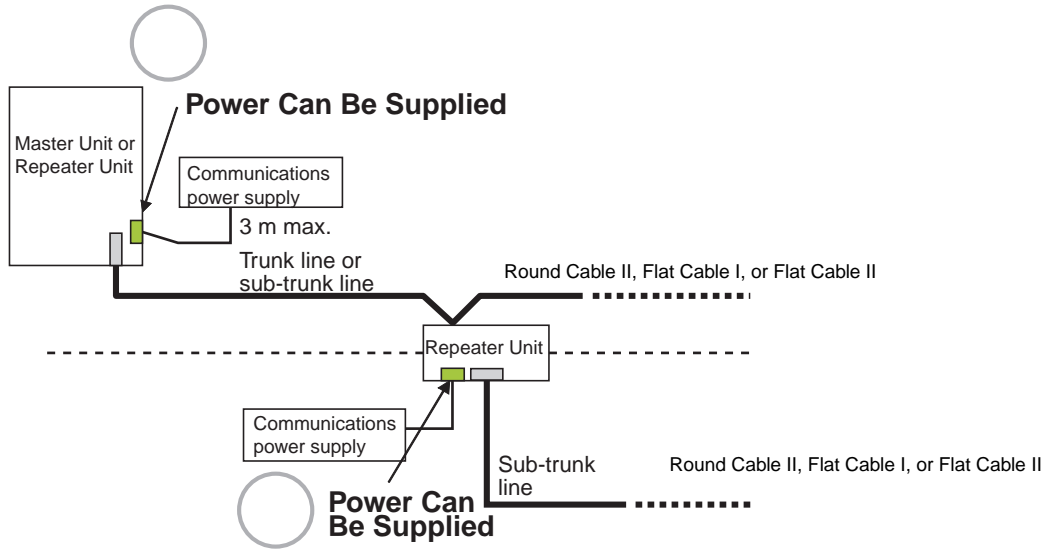 Power Can Be Supplied
Master Unit or
Repeater Unit
Communications
power supply
3 m max.
Trunk line or
sub-trunk line
Round Cable II, Flat Cable I, or Flat Cable II
Repeater Unit
Communications
power supply
Sub-trunk
line
Round Cable II, Flat Cable I, or Flat Cable II
Power Can
Be Supplied